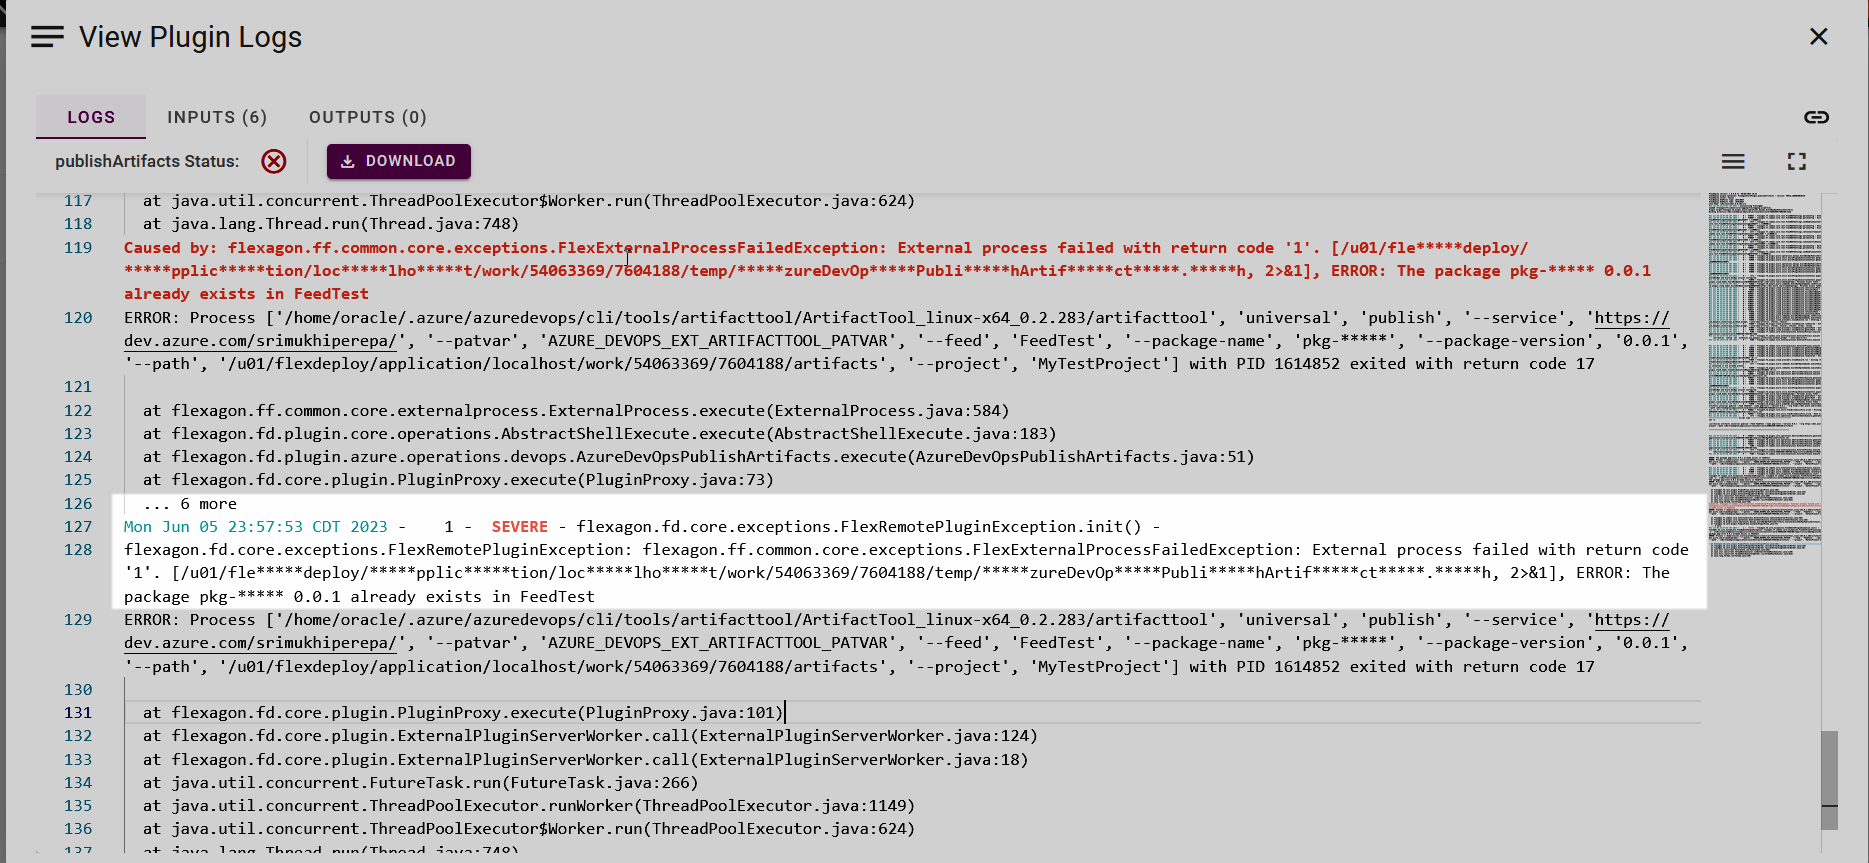 View Plugin Logs
LOGS
INPUTS (6)
OUTPUTS (0)
publishArtifacts Status:
DOWNLOAD
117 at java.util.concurrent.ThreadPoolExecutor$Worker.run(ThreadPoolExecutor.java:624)
118 at java.lang.Thread.run(Thread.java:748)
119 Caused by: flexagon.ff.common.core.exceptions.FlexExternalProcessFailedException: External process failed with return code '1'. [/u01/fle*****deploy/
*****pplic*****tion/loc*****lho*****t/work/54063369/7604188/temp/*****zureDevOp*****Publi*****hArtif*****ct*****.*****h, 2>&1], ERROR: The package pkg-***** 0.0.1
already exists in FeedTest
120 ERROR: Process ['/home/oracle/.azure/azuredevops/cli/tools/artifacttool/ArtifactTool_linux-x64_0.2.283/artifacttool', 'universal', 'publish', '--service', 'https://
dev.azure.com/srimukhiperepa/', '--patvar', 'AZURE_DEVOPS_EXT_ARTIFACTTOOL_PATVAR', '--feed', 'FeedTest', '--package-name', 'pkg-*****', '--package-version', '0.0.1',
'--path', '/u01/flexdeploy/application/localhost/work/54063369/7604188/artifacts', '--project', 'MyTestProject'] with PID 1614852 exited with return code 17
121
122 at flexagon.ff.common.core.externalprocess.ExternalProcess.execute(ExternalProcess.java:584)
123 at flexagon.fd.plugin.core.operations.AbstractShellExecute.execute(AbstractShellExecute.java:183)
124 at flexagon.fd.plugin.azure.operations.devops.AzureDevOpsPublishArtifacts.execute(AzureDevOpsPublishArtifacts.java:51)
125 at flexagon.fd.core.plugin.PluginProxy.execute(PluginProxy.java:73)
126 ... 6 more
127 Mon Jun 05 23:57:53 CDT 2023 - 1 - SEVERE - flexagon.fd.core.exceptions.FlexRemotePluginException.init() -
128 flexagon.fd.core.exceptions.FlexRemotePluginException: flexagon.ff.common.core.exceptions.FlexExternalProcessFailedException: External process failed with return code
'1'. [/u01/fle*****deploy/*****pplic*****tion/loc*****lho*****t/work/54063369/7604188/temp/*****zureDevOp*****Publi*****hArtif*****ct*****.*****h, 2>&1], ERROR: The
package pkg-***** 0.0.1 already exists in FeedTest
129 ERROR: Process ['/home/oracle/.azure/azuredevops/cli/tools/artifacttool/ArtifactTool_linux-x64_0.2.283/artifacttool', 'universal', 'publish', '--service', 'https://
dev.azure.com/srimukhiperepa/', '--patvar', 'AZURE_DEVOPS_EXT_ARTIFACTTOOL_PATVAR', '--feed', 'FeedTest', '--package-name', 'pkg-*****', '--package-version', '0.0.1',
'--path', '/u01/flexdeploy/application/localhost/work/54063369/7604188/artifacts', '--project', 'MyTestProject'] with PID 1614852 exited with return code 17
130
131 at flexagon.fd.core.plugin.PluginProxy.execute(PluginProxy.java:101)
132 at flexagon.fd.core.plugin.ExternalPluginServerWorker.call(ExternalPluginServerWorker.java:124)
133 at flexagon.fd.core.plugin.ExternalPluginServerWorker.call(ExternalPluginServerWorker.java:18)
134 at java.util.concurrent.FutureTask.run(FutureTask.java:266)
135 at java.util.concurrent.ThreadPoolExecutor.runWorker(ThreadPoolExecutor.java:1149)
136 at java.util.concurrent.ThreadPoolExecutor$Worker.run(ThreadPoolExecutor.java:624)
137 at java.lang.Thread.run(Thread.java:748)